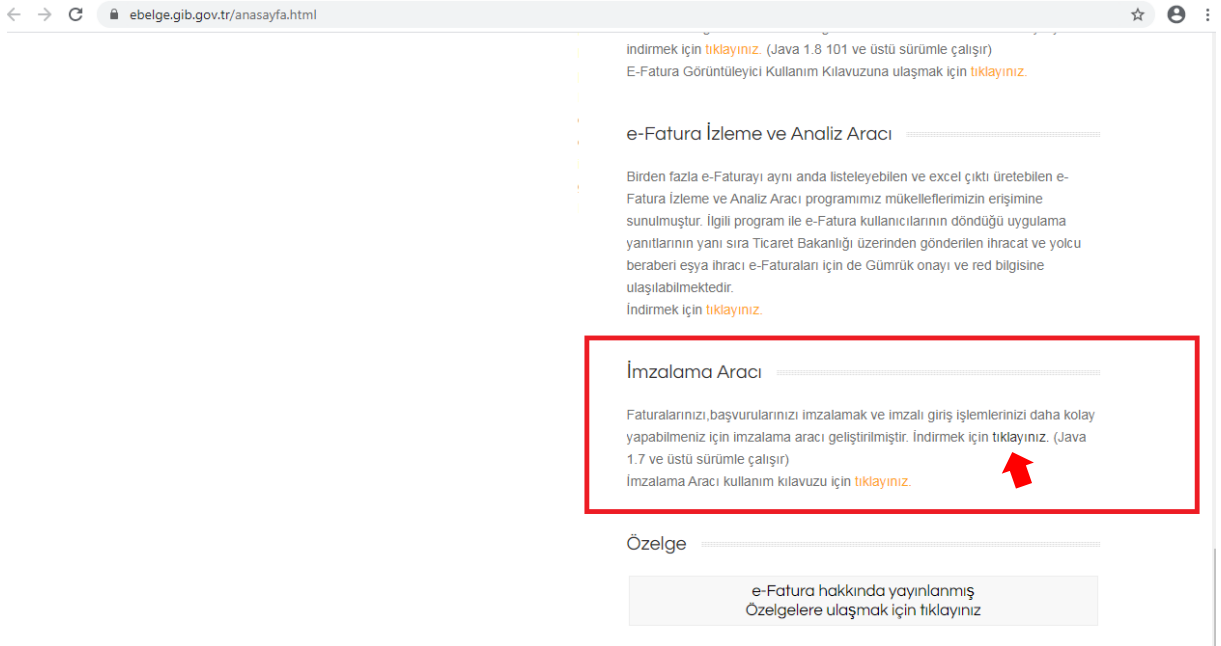 ebelge.gib.gov.tr/anasayfa.html
indirmek için tıklayınız. (Java 1.8 101 ve üstü sürümle çalışır)
E-Fatura Görüntüleyici Kullanım Kılavuzuna ulaşmak için tıklayınız.
e-Fatura İzleme ve Analiz Aracı
Birden fazla e-Faturayı aynı anda listeleyebilen ve excel çıktı üretebilen e-
Fatura İzleme ve Analiz Aracı programımız mükelleflerimizin erişimine
sunulmuştur. İlgili program ile e-Fatura kullanıcılarının döndüğü uygulama
yanıtlarının yanı sıra Ticaret Bakanlığı üzerinden gönderilen ihracat ve yolcu
beraberi eşya ihracı e-Faturaları için de Gümrük onayı ve red bilgisine
ulaşılabilmektedir.
İndirmek için tıklayınız.
İmzalama Aracı
Faturalarınızı,başvurularınızı imzalamak ve imzalı giriş işlemlerinizi daha kolay
yapabilmeniz için imzalama aracı geliştirilmiştir. İndirmek için tıklayınız. (Java
1.7 ve üstü sürümle çalışır)
İmzalama Aracı kullanım kılavuzu için tıklayınız.
Özelge
e-Fatura hakkında yayınlanmış
Özelgelere ulaşmak için tıklayınız